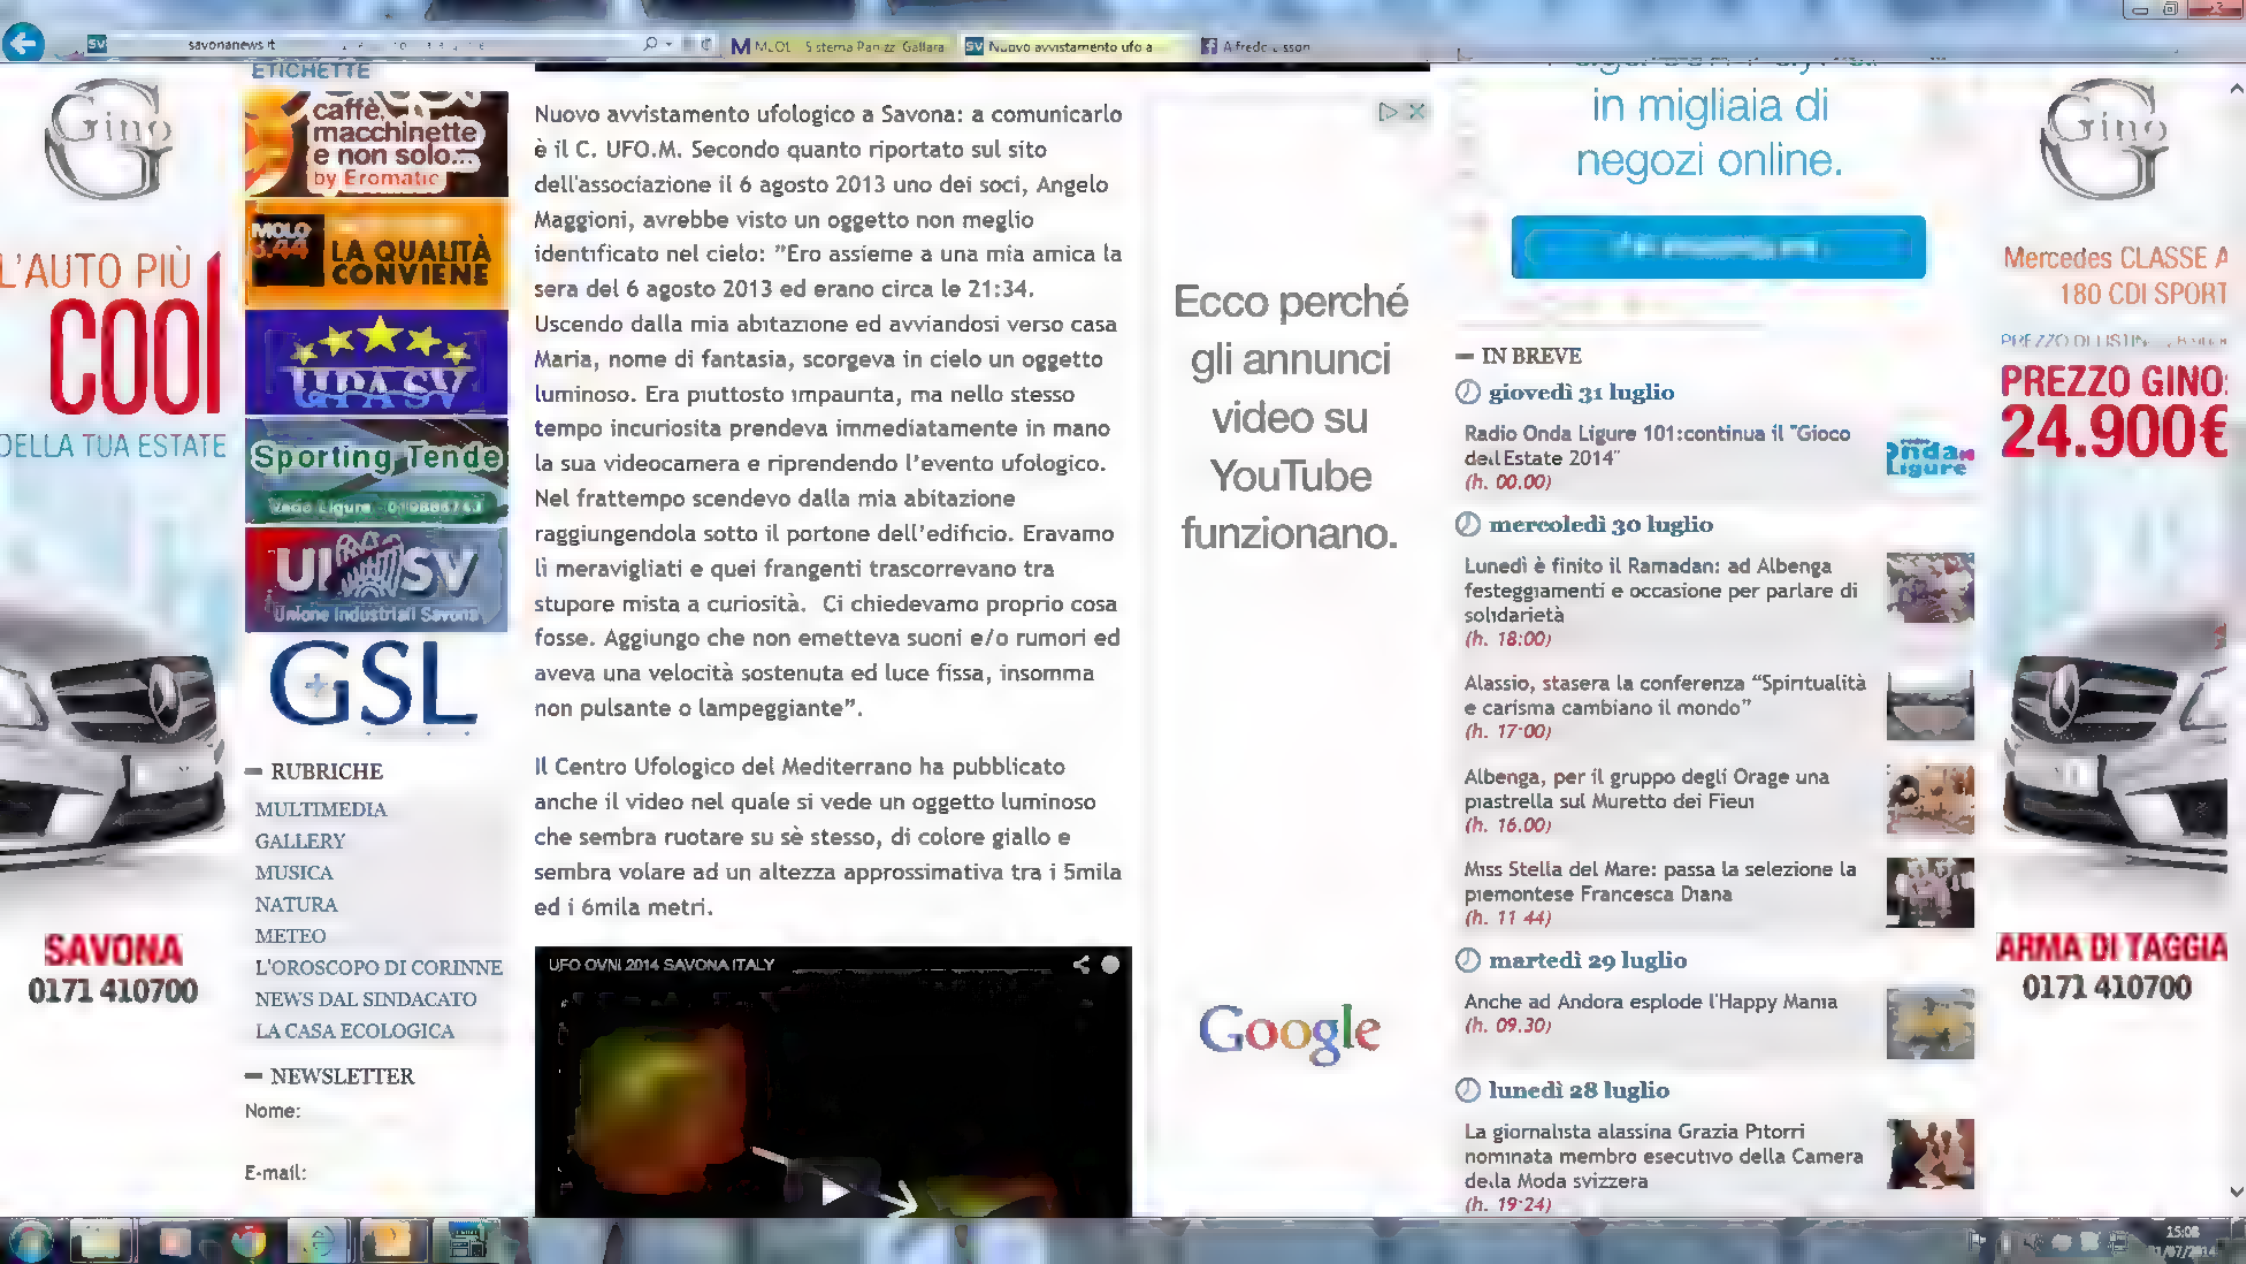 savonanews.it
Nuovo avvistamento ufo a
ETICHETTE
Gino
L'AUTO PIÙ
COOL
DELLA TUA ESTATE
SAVONA
0171 410700
caffè,
macchinette
e non solo...
by Eromatic
MOLO
8.44
LA QUALITÀ
CONVIENE
UPA SV
Sporting Tende
UI SV
Unione Industriali Savona
GSL
RUBRICHE
MULTIMEDIA
GALLERY
MUSICA
NATURA
METEO
L'OROSCOPO DI CORINNE
NEWS DAL SINDACATO
LA CASA ECOLOGICA
NEWSLETTER
Nome:
E-mail:
Nuovo avvistamento ufologico a Savona: a comunicarlo
è il C. UFO.M. Secondo quanto riportato sul sito
dell'associazione il 6 agosto 2013 uno dei soci, Angelo
Maggioni, avrebbe visto un oggetto non meglio
identificato nel cielo: "Ero assieme a una mia amica la
sera del 6 agosto 2013 ed erano circa le 21:34.
Uscendo dalla mia abitazione ed avviandosi verso casa
Maria, nome di fantasia, scorgeva in cielo un oggetto
luminoso. Era piuttosto impaurita, ma nello stesso
tempo incuriosita prendeva immediatamente in mano
la sua videocamera e riprendendo l'evento ufologico.
Nel frattempo scendevo dalla mia abitazione
raggiungendola sotto il portone dell'edificio. Eravamo
lì meravigliati e quei frangenti trascorrevano tra
stupore mista a curiosità. Ci chiedevamo proprio cosa
fosse. Aggiungo che non emetteva suoni e/o rumori ed
aveva una velocità sostenuta ed luce fissa, insomma
non pulsante o lampeggiante".
Il Centro Ufologico del Mediterrano ha pubblicato
anche il video nel quale si vede un oggetto luminoso
che sembra ruotare su sè stesso, di colore giallo e
sembra volare ad un altezza approssimativa tra i 5mila
ed i 6mila metri.
UFO OVNI 2014 SAVONA ITALY
Ecco perché
gli annunci
video su
YouTube
funzionano.
Google
in migliaia di
negozi online.
IN BREVE
giovedì 31 luglio
Radio Onda Ligure 101:continua il "Gioco
dell'Estate 2014"
(h. 00.00)
Onda
Ligure
mercoledì 30 luglio
Lunedì è finito il Ramadan: ad Albenga
festeggiamenti e occasione per parlare di
solidarietà
(h. 18:00)
Alassio, stasera la conferenza "Spiritualità
e carisma cambiano il mondo"
(h. 17:00)
Albenga, per il gruppo degli Orage una
piastrella sul Muretto dei Fieui
(h. 16.00)
Miss Stella del Mare: passa la selezione la
piemontese Francesca Diana
(h. 11:44)
martedì 29 luglio
Anche ad Andora esplode l'Happy Mania
(h. 09.30)
lunedì 28 luglio
La giornalista alassina Grazia Pitorri
nominata membro esecutivo della Camera
della Moda svizzera
(h. 19:24)
Gino
Mercedes CLASSE A
180 CDI SPORT
PREZZO GINO:
24.900€
ARMA DI TAGGIA
0171 410700
15:08
31/07/2014